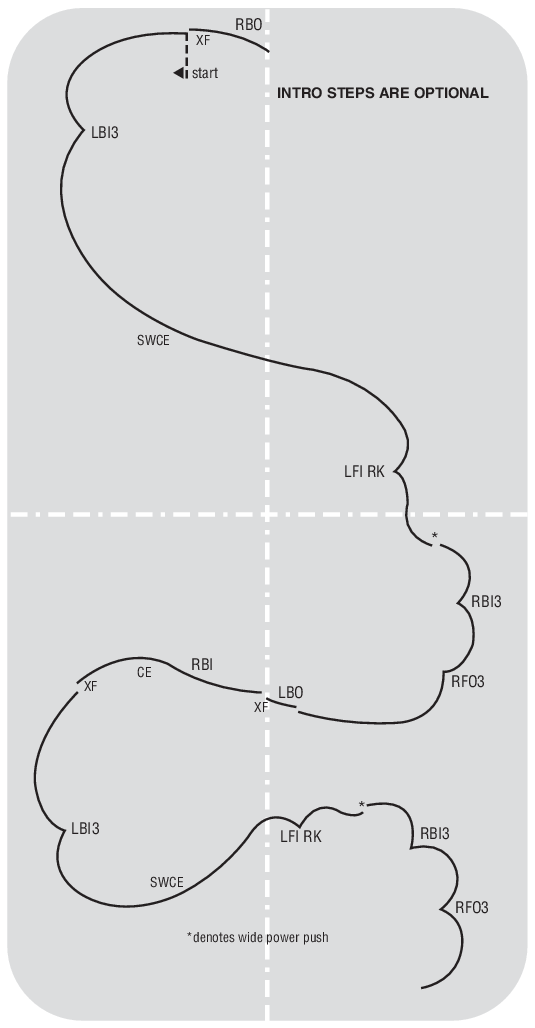 RBO
XF
start
INTRO STEPS ARE OPTIONAL
LBI3
SWCE
LFI RK
*
RBI3
RFO3
RBI
CE
XF
LBO
XF
*
LBI3
LFI RK
RBI3
SWCE
RFO3
*denotes wide power push